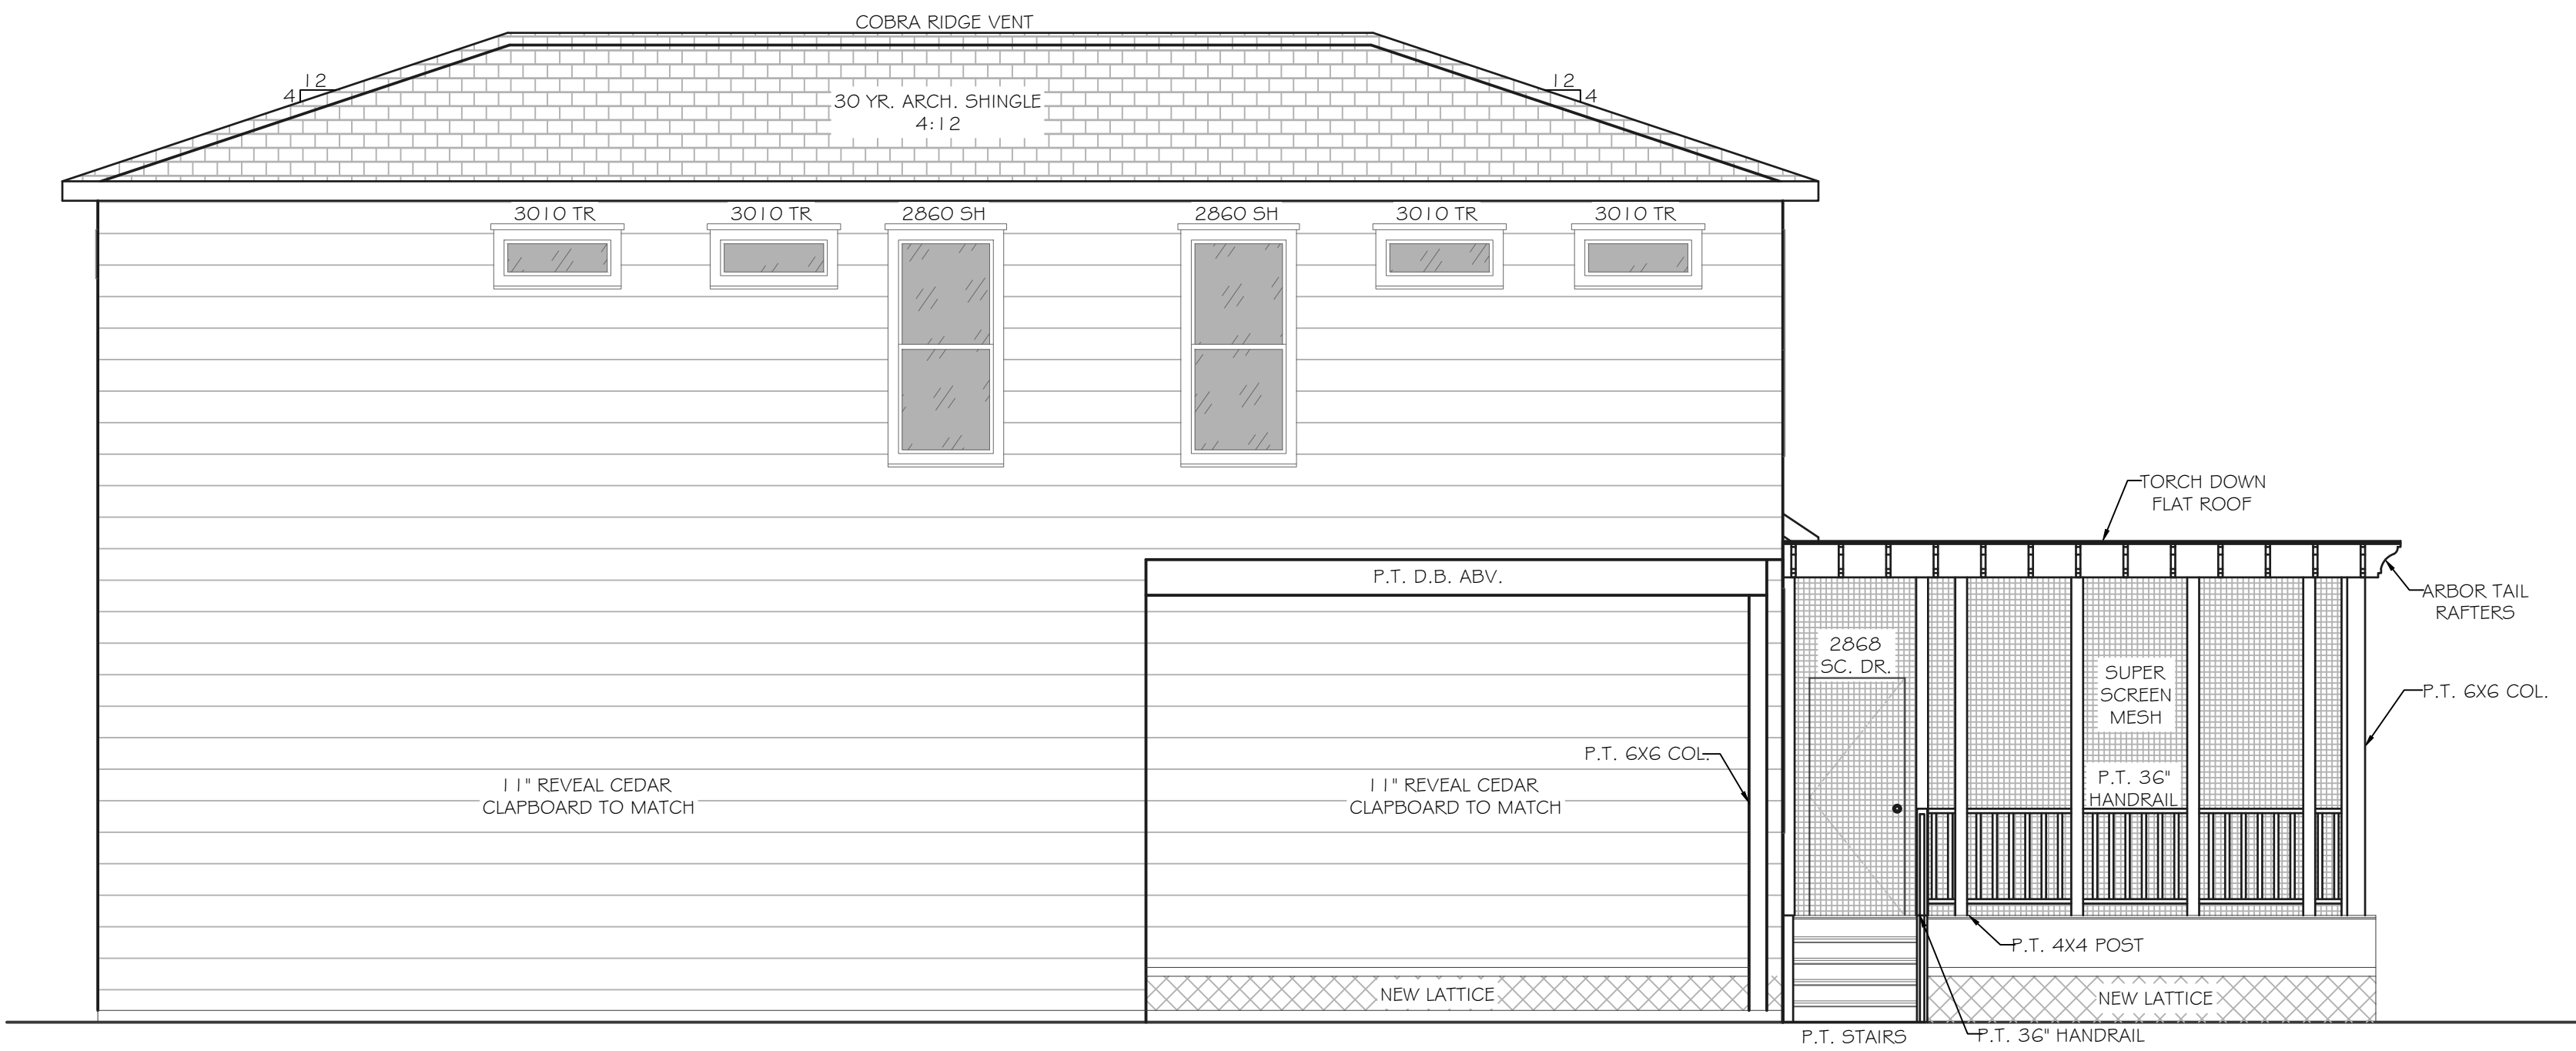 COBRA RIDGE VENT
12
4
12
4
30 YR. ARCH. SHINGLE
4:12
3010 TR
3010 TR
2860 SH
2860 SH
3010 TR
3010 TR
TORCH DOWN
FLAT ROOF
P.T. D.B. ABV.
ARBOR TAIL
RAFTERS
2868
SC. DR.
SUPER
SCREEN
MESH
P.T. 6X6 COL.
P.T. 6X6 COL.
P.T. 36"
HANDRAIL
11" REVEAL CEDAR
CLAPBOARD TO MATCH
11" REVEAL CEDAR
CLAPBOARD TO MATCH
P.T. 4X4 POST
NEW LATTICE
NEW LATTICE
P.T. STAIRS
P.T. 36" HANDRAIL